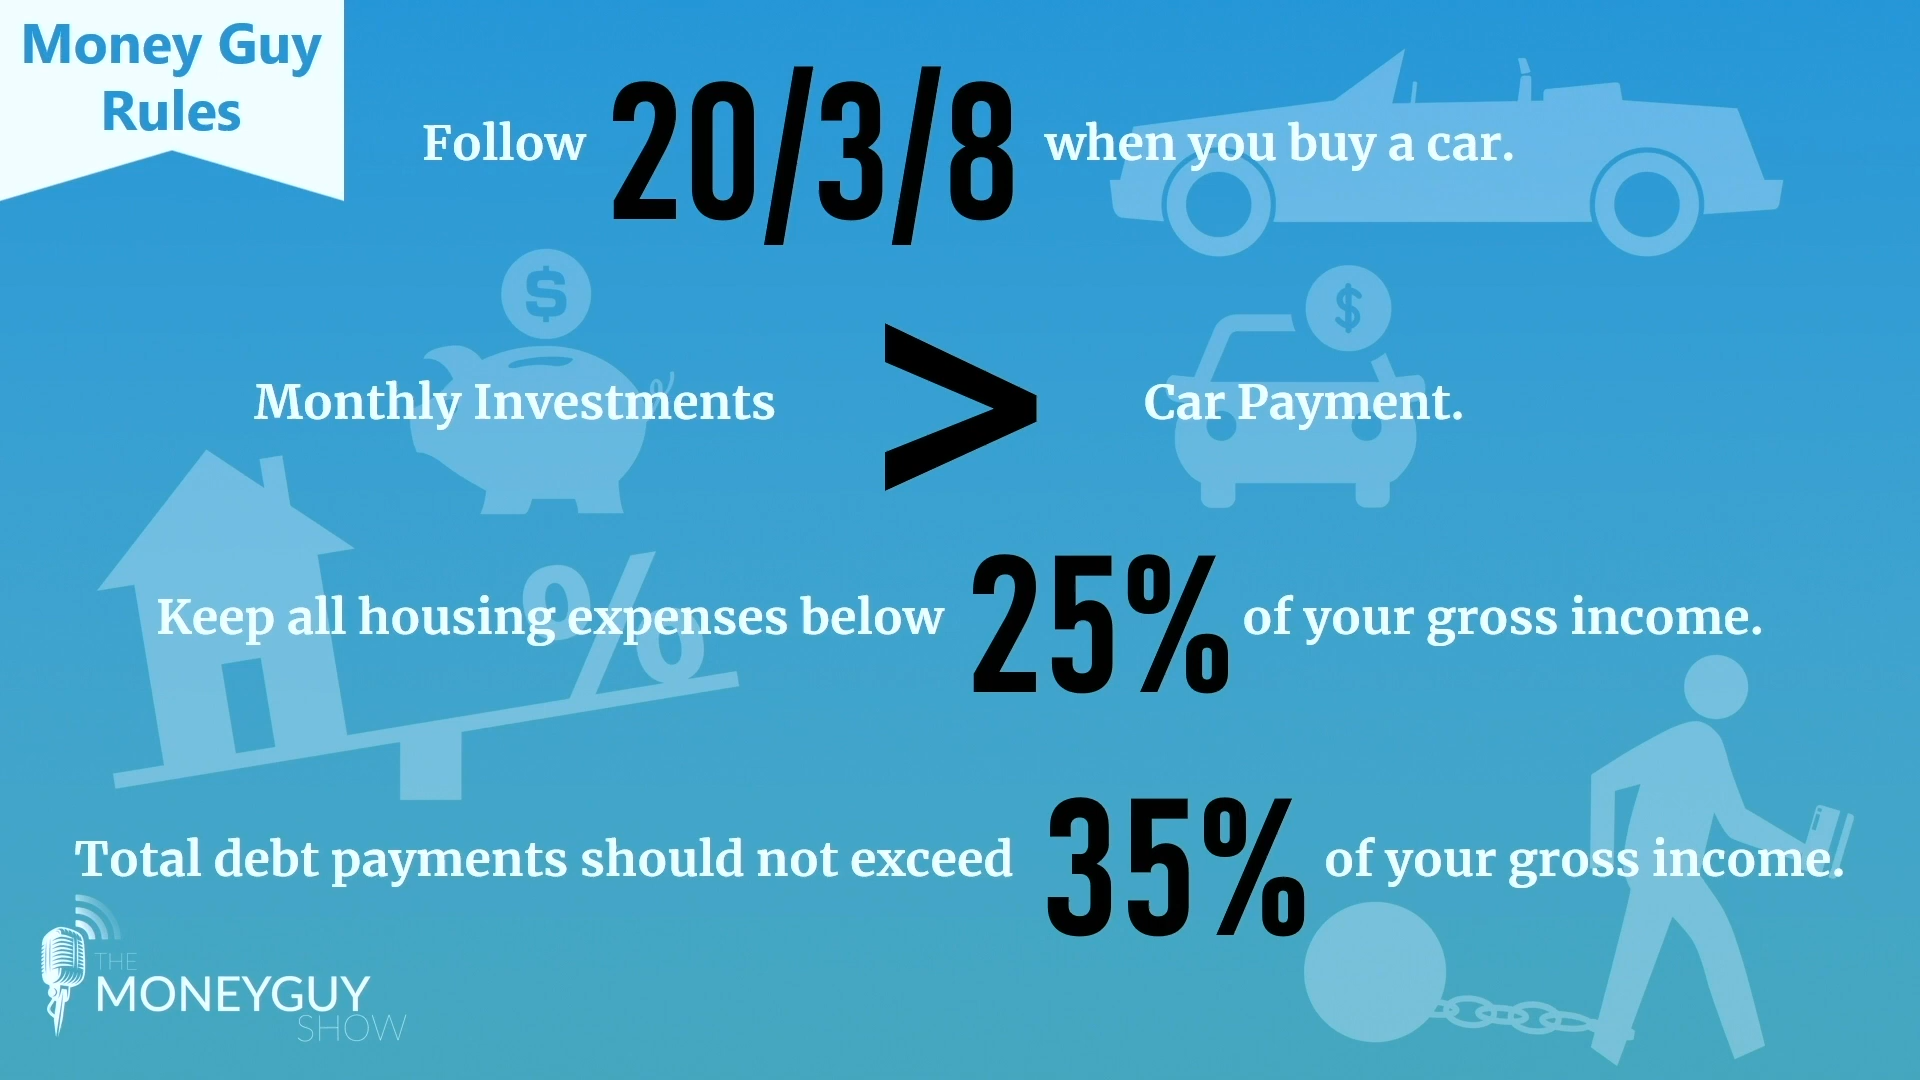 Money Guy
Rules
Follow 20/3/8 when you buy a car.
$
$
Monthly Investments > Car Payment.
%
Keep all housing expenses below 25% of your gross income.
Total debt payments should not exceed 35% of your gross income.
THE
MONEYGUY
SHOW